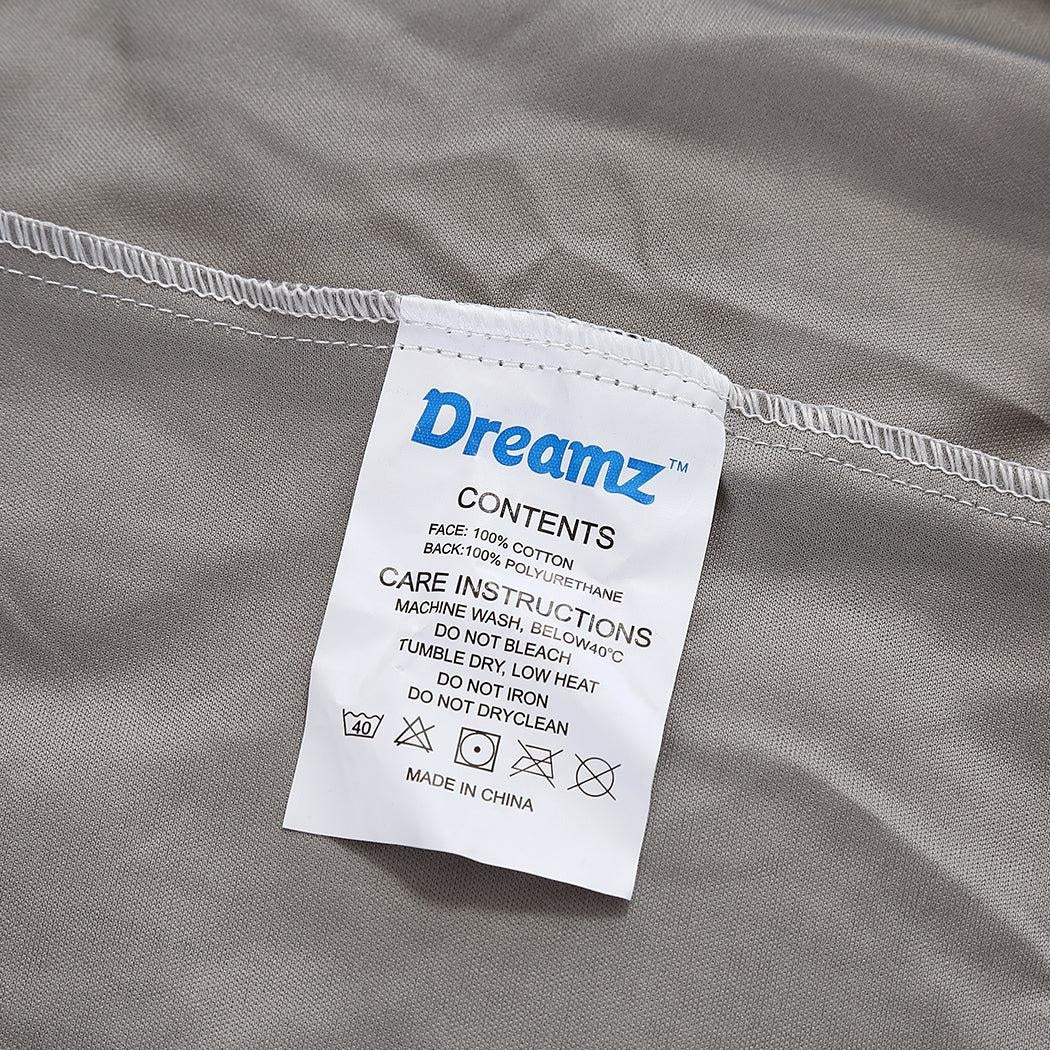 Dreamz™
CONTENTS
FACE: 100% COTTON
BACK:100% POLYURETHANE
CARE INSTRUCTIONS
MACHINE WASH, BELOW40°C
DO NOT BLEACH
TUMBLE DRY, LOW HEAT
DO NOT IRON
DO NOT DRYCLEAN
40
MADE IN CHINA